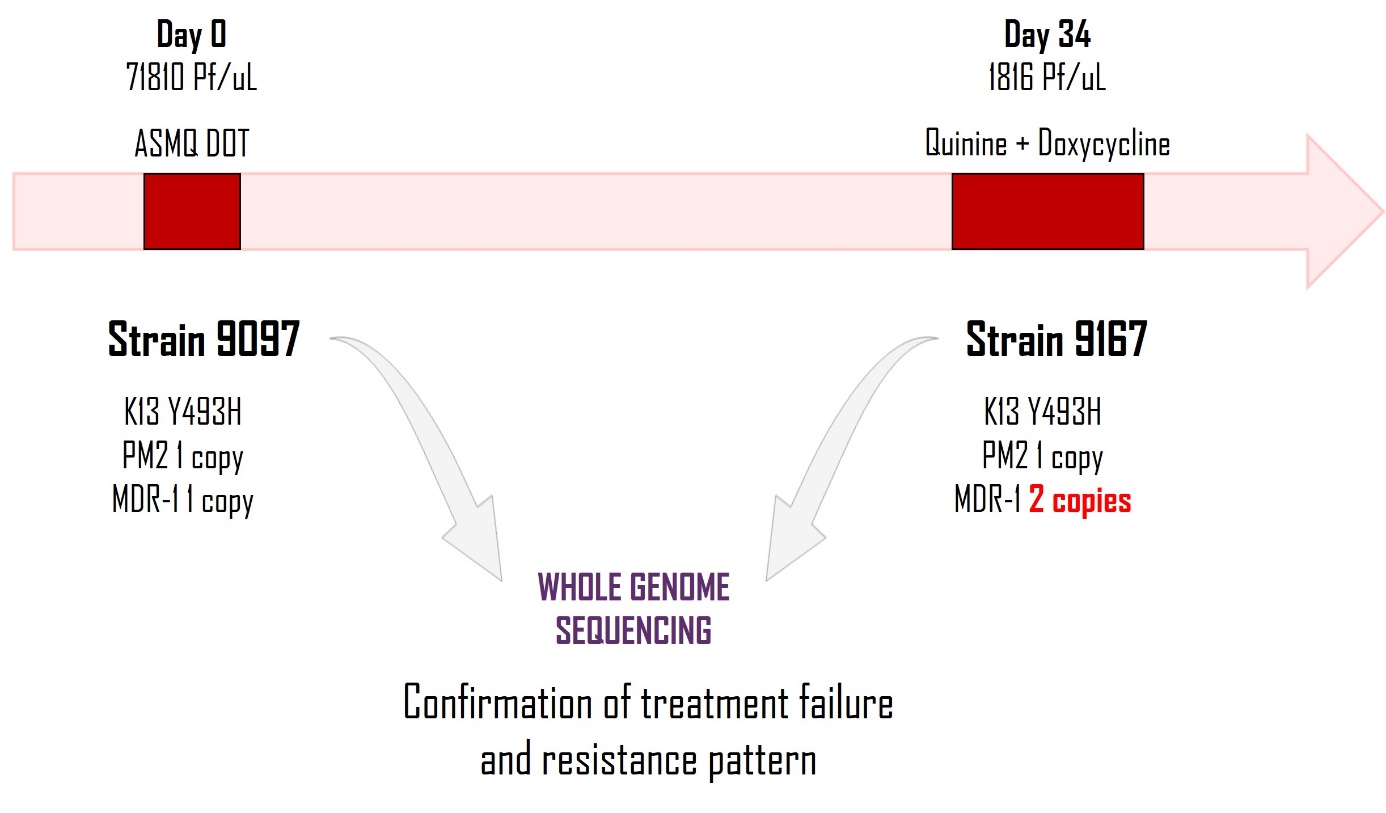 Day 0
71810 Pf/uL
ASMQ DOT
Day 34
1816 Pf/uL
Quinine + Doxycycline
Strain 9097
K13 Y493H
PM2 1 copy
MDR-1 1 copy
Strain 9167
K13 Y493H
PM2 1 copy
MDR-1 2 copies
WHOLE GENOME
SEQUENCING
Confirmation of treatment failure
and resistance pattern